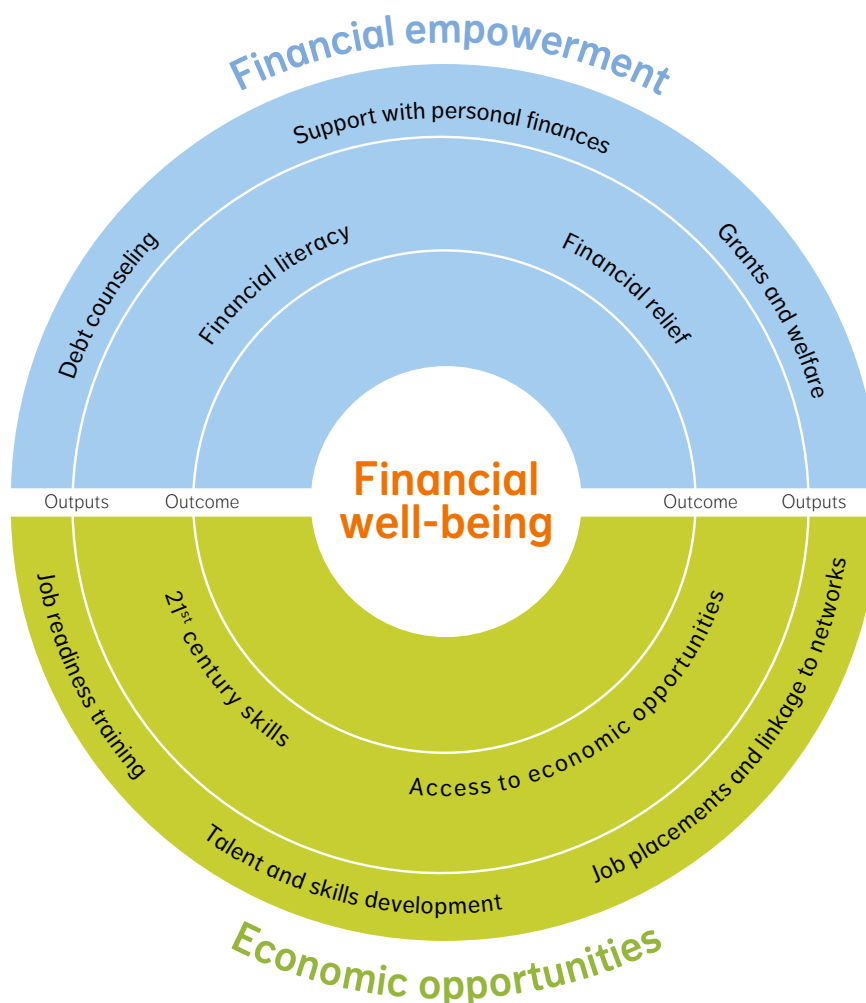 Financial empowerment
Support with personal finances
Debt counseling
Grants and welfare
Financial literacy
Financial relief
Financial
well-being
Outputs
Outcome
Outcome
Outputs
21st century skills
Access to economic opportunities
Job readiness training
Talent and skills development
Job placements and linkage to networks
Economic opportunities